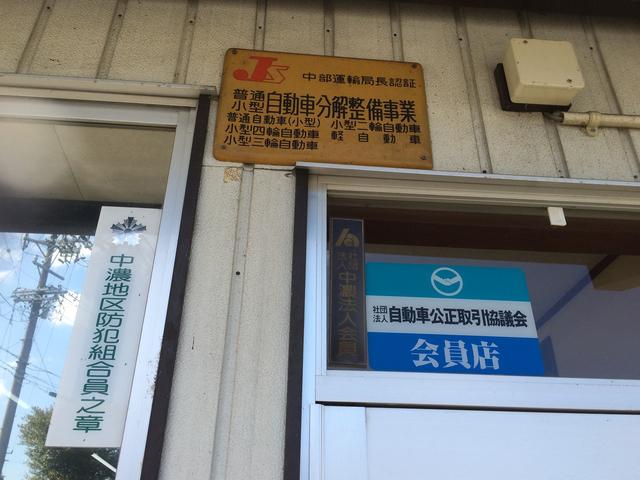 JS 中部運輸局長認証
普通
小型 自動車分解整備事業
普通自動車(小型) 小型二輪自動車
小型四輪自動車 軽自動車
小型三輪自動車
中濃地区防犯組合員之章
社団
法人 中濃法人会員
社団
法人 自動車公正取引協議会
会員店